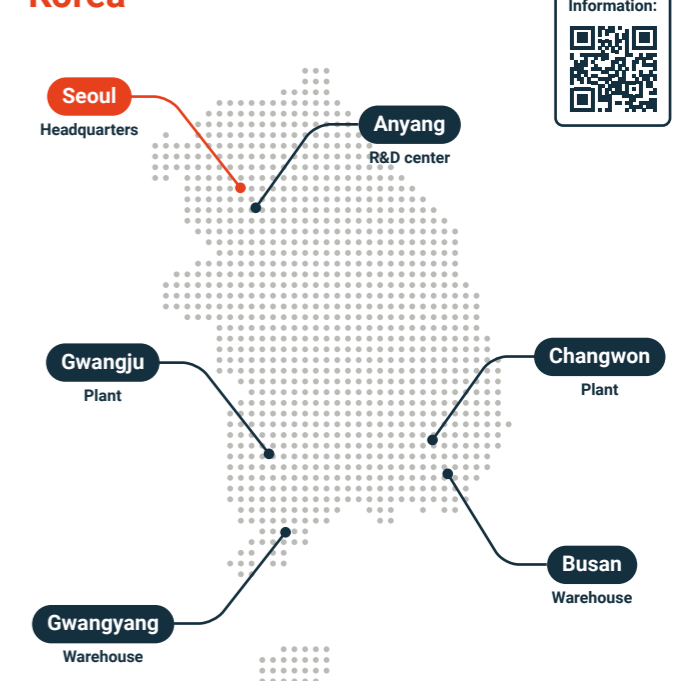 Korea
Information:
Seoul
Headquarters
Anyang
R&D center
Gwangju
Plant
Changwon
Plant
Busan
Warehouse
Gwangyang
Warehouse